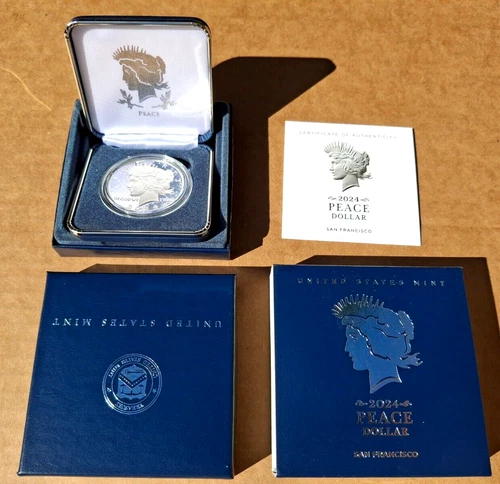 PEACE
CERTIFICATE OF AUTHENTICITY
2024
PEACE
DOLLAR
SAN FRANCISCO
UNITED STATES MINT
UNITED STATES MINT
2024
PEACE
DOLLAR
SAN FRANCISCO